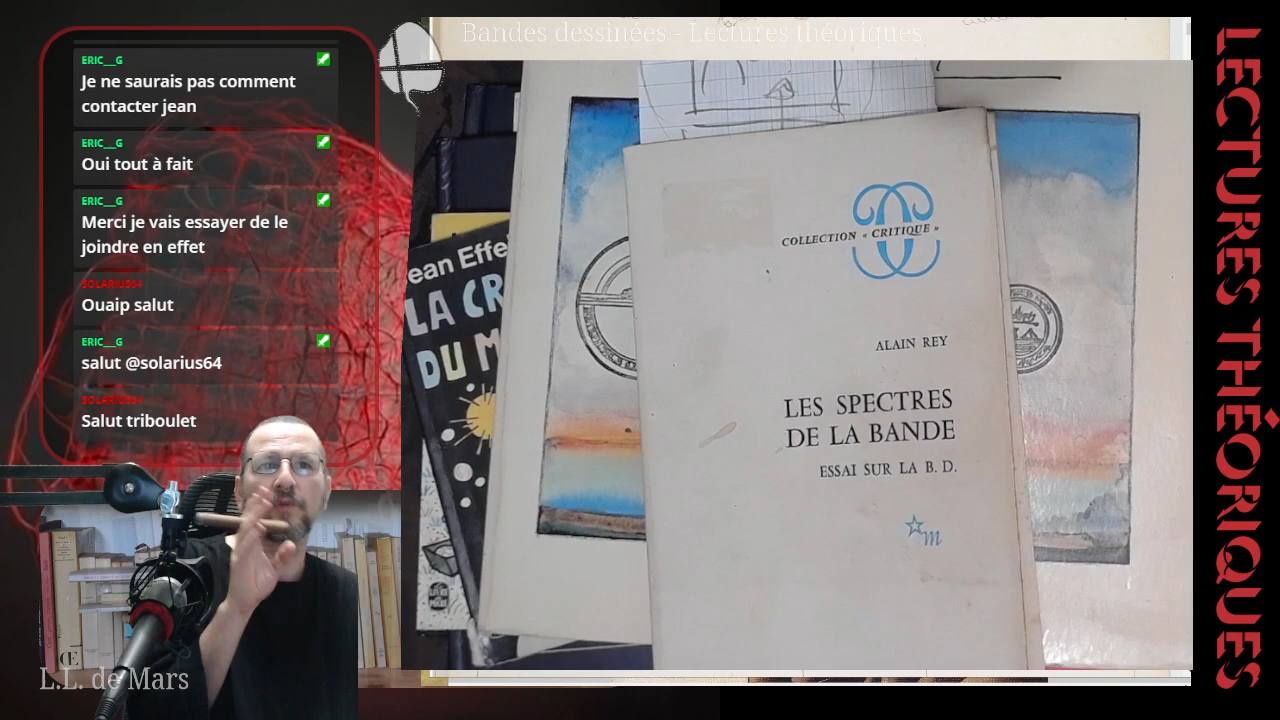 Bandes dessinées - Lectures théoriques
ERIC__G
Je ne saurais pas comment
contacter jean
ERIC__G
Oui tout à fait
ERIC__G
Merci je vais essayer de le
joindre en effet
SOLARIUS64
Ouaip salut
ERIC__G
salut @solarius64
SOLARIUS64
Salut triboulet
L.L. de Mars
Œ
ean Effe
LA CR
DU M
COLLECTION « CRITIQUE »
ALAIN REY
LES SPECTRES
DE LA BANDE
ESSAI SUR LA B. D.
m
LECTURES THÉORIQUES